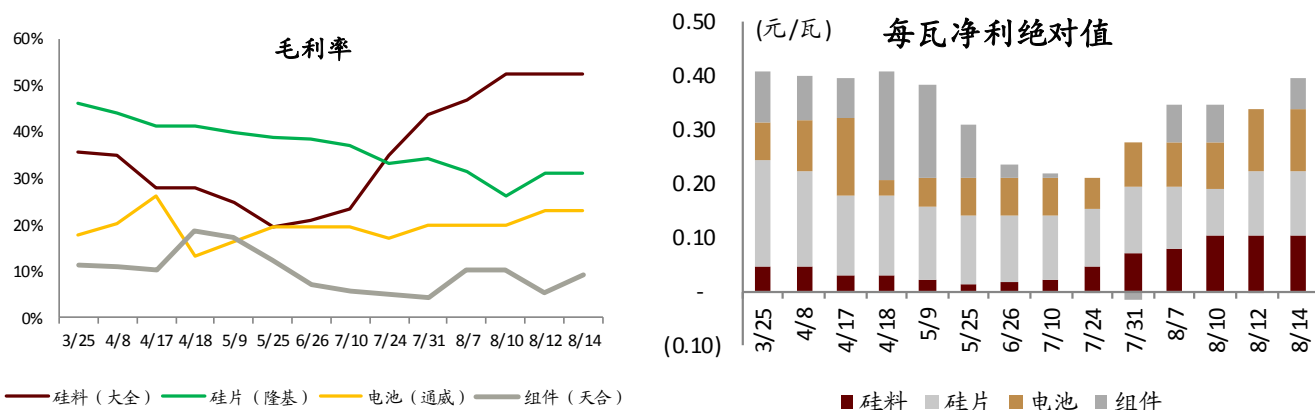 毛利率
60%
50%
40%
30%
20%
10%
0%
3/25 4/8 4/17 4/18 5/9 5/25 6/26 7/10 7/24 7/31 8/7 8/10 8/12 8/14
硅料（大全） 硅片（隆基） 电池（通威） 组件（天合）
每瓦净利绝对值
(元/瓦)
0.50
0.40
0.30
0.20
0.10
-
(0.10)
3/25 4/8 4/17 4/18 5/9 5/25 6/26 7/10 7/24 7/31 8/7 8/10 8/12 8/14
硅料 硅片 电池 组件